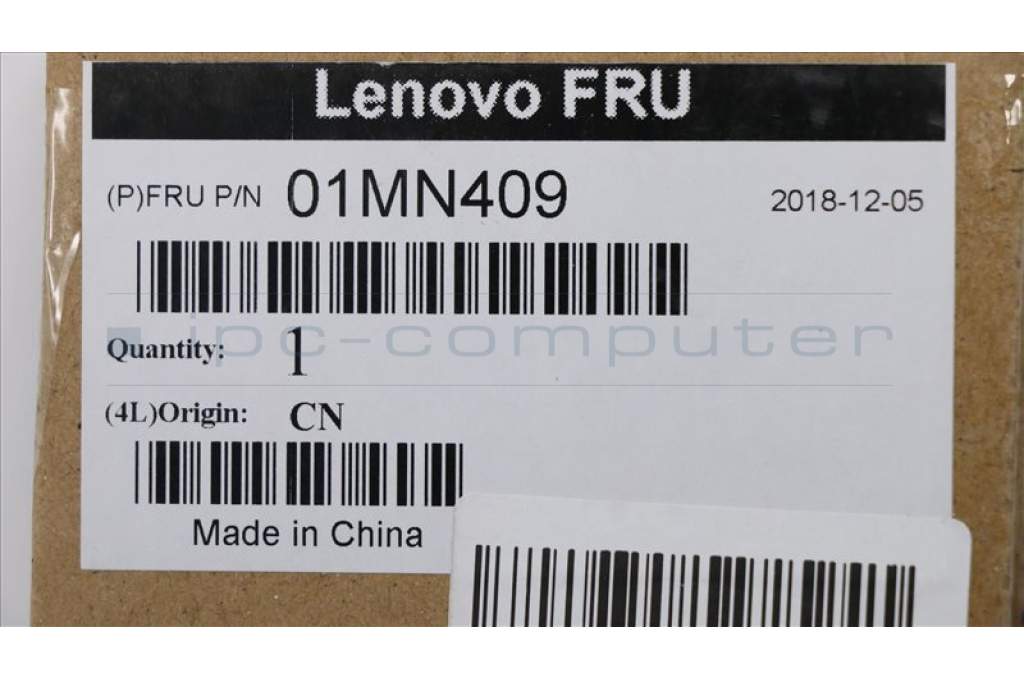 Lenovo FRU
(P)FRU P/N 01MN409 2018-12-05
ipc-computer
Quantity: 1
(4L)Origin: CN
Made in China